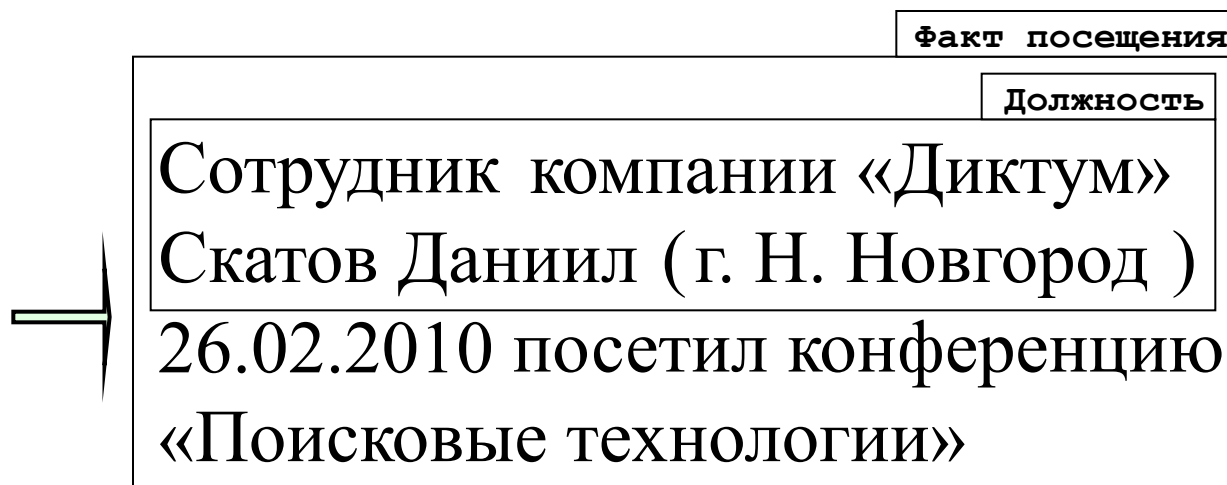 Факт посещения
Должность
Сотрудник компании «Диктум»
Скатов Даниил ( г. Н. Новгород )
26.02.2010 посетил конференцию
«Поисковые технологии»